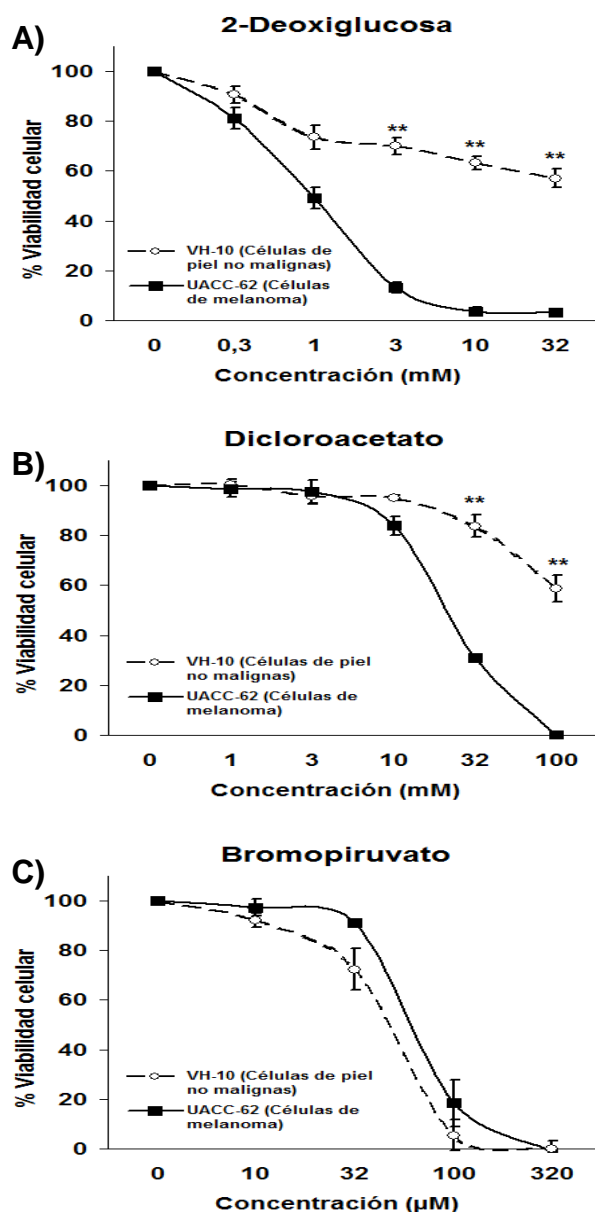 A)
2-Deoxiglucosa
% Viabilidad celular
100
80
60
40
20
0
**
**
**
VH-10 (Células de
piel no malignas)
UACC-62 (Células
de melanoma)
0 0,3 1 3 10 32
Concentración (mM)
B)
Dicloroacetato
% Viabilidad celular
100
80
60
40
20
0
**
**
VH-10 (Células de piel
no malignas)
UACC-62 (Células de
melanoma)
0 1 3 10 32 100
Concentración (mM)
C)
Bromopiruvato
% Viabilidad celular
100
80
60
40
20
0
VH-10 (Células de piel
no malignas)
UACC-62 (Células de
melanoma)
0 10 32 100 320
Concentración (µM)